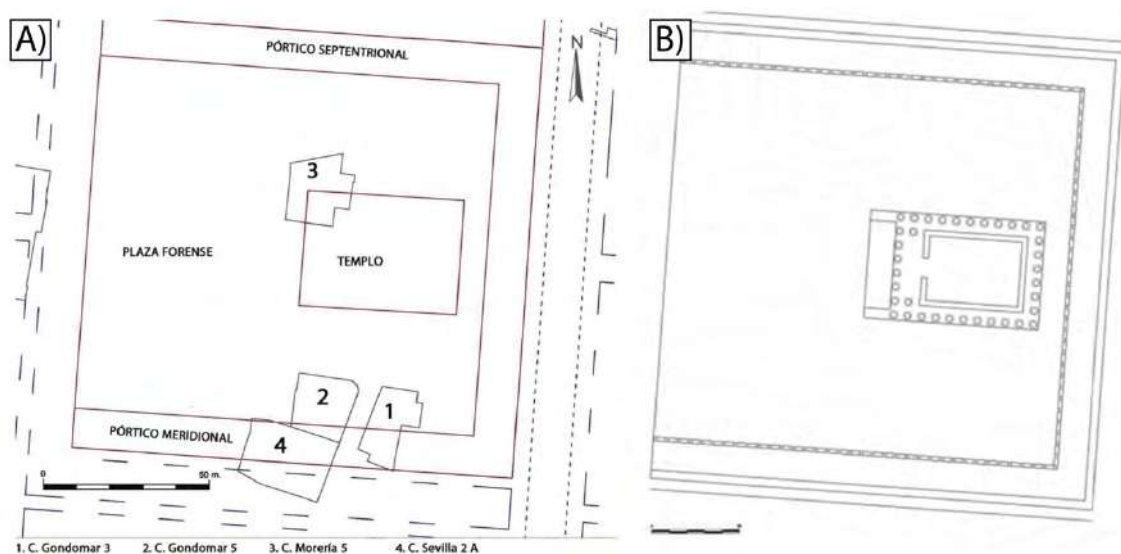 A)
B)
PÓRTICO SEPTENTRIONAL
N
3
PLAZA FORENSE
TEMPLO
2
1
PÓRTICO MERIDIONAL
4
0
50 m.
1. C. Gondomar 3 2. C. Gondomar 5 3. C. Morería 5 4. C. Sevilla 2 A